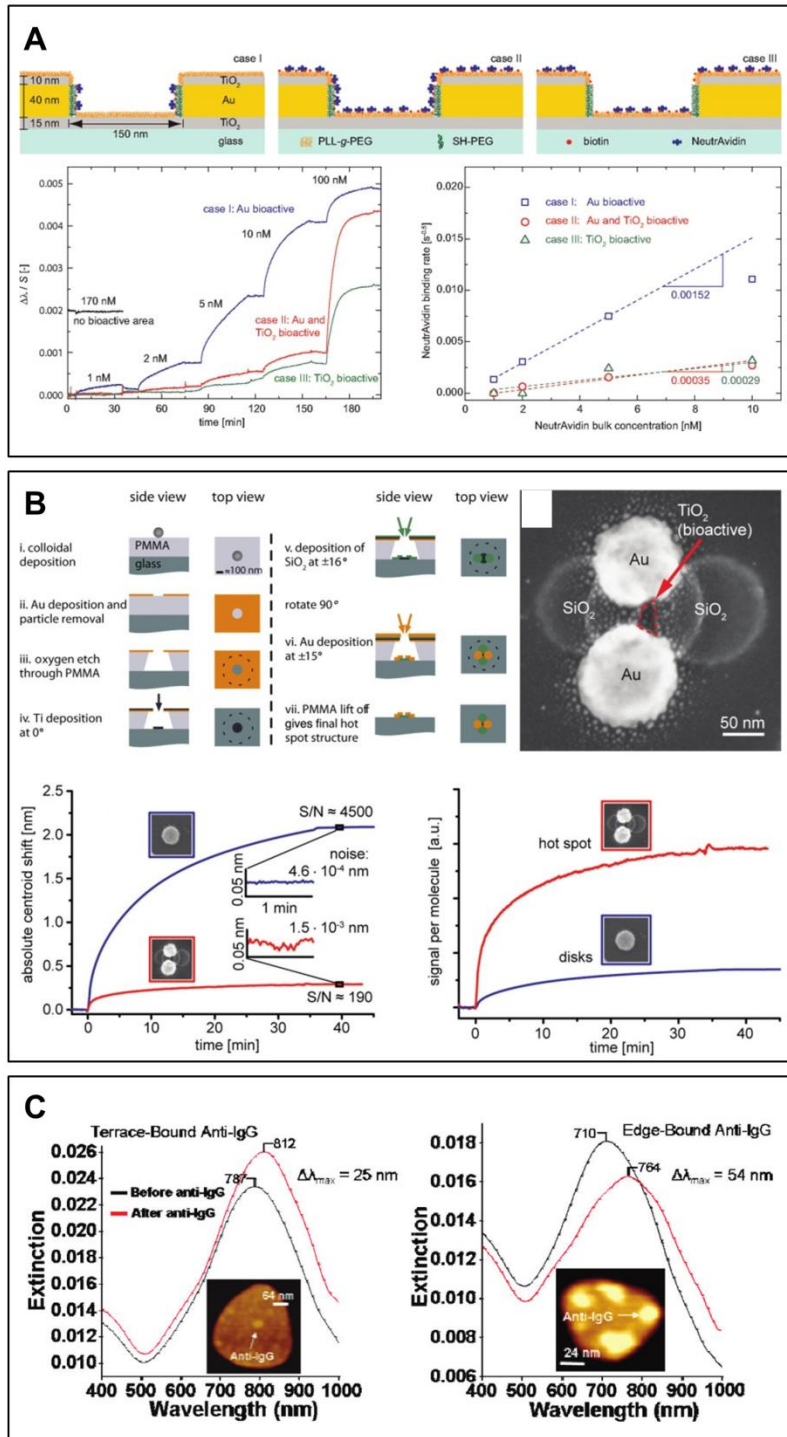 A
case I
case II
case III
10 nm
40 nm
15 nm
TiO2
Au
TiO2
150 nm
glass
PLL-g-PEG
SH-PEG
biotin
NeutrAvidin
TiO2
Au
TiO2
0.005
0.004
0.003
0.002
0.001
0.000
Δλ / S [-]
100 nM
case I: Au bioactive
10 nM
170 nM
no bioactive area
5 nM
2 nM
1 nM
case II: Au and
TiO2 bioactive
case III: TiO2 bioactive
0 30 60 90 120 150 180
time [min]
0.020
0.015
0.010
0.005
0.000
NeutrAvidin binding rate [s-0.5]
case I: Au bioactive
case II: Au and TiO2 bioactive
case III: TiO2 bioactive
0.00152
0.00035
0.00029
0 2 4 6 8 10
NeutrAvidin bulk concentration [nM]
B
side view top view
i. colloidal
deposition
PMMA
glass
≈100 nm
ii. Au deposition and
particle removal
iii. oxygen etch
through PMMA
iv. Ti deposition
at 0°
side view top view
v. deposition of
SiO2 at ±16°
rotate 90°
vi. Au deposition
at ±15°
vii. PMMA lift off
gives final hot
spot structure
TiO2
(bioactive)
Au
SiO2
SiO2
Au
50 nm
absolute centroid shift [nm]
2.5
2.0
1.5
1.0
0.5
0.0
S/N ≈ 4500
noise:
4.6 · 10-4 nm
0.05 nm
1 min
1.5 · 10-3 nm
0.05 nm
S/N ≈ 190
0 10 20 30 40
time [min]
signal per molecule [a.u.]
hot spot
disks
0 10 20 30 40
time [min]
C
Terrace-Bound Anti-IgG
812
787
Δλmax = 25 nm
Before anti-IgG
After anti-IgG
Extinction
0.026
0.024
0.022
0.020
0.018
0.016
0.014
0.012
0.010
64 nm
Anti-IgG
400 500 600 700 800 900 1000
Wavelength (nm)
Edge-Bound Anti-IgG
710
764
Δλmax = 54 nm
Extinction
0.018
0.016
0.014
0.012
0.010
0.008
0.006
Anti-IgG
24 nm
400 500 600 700 800 900 1000
Wavelength (nm)